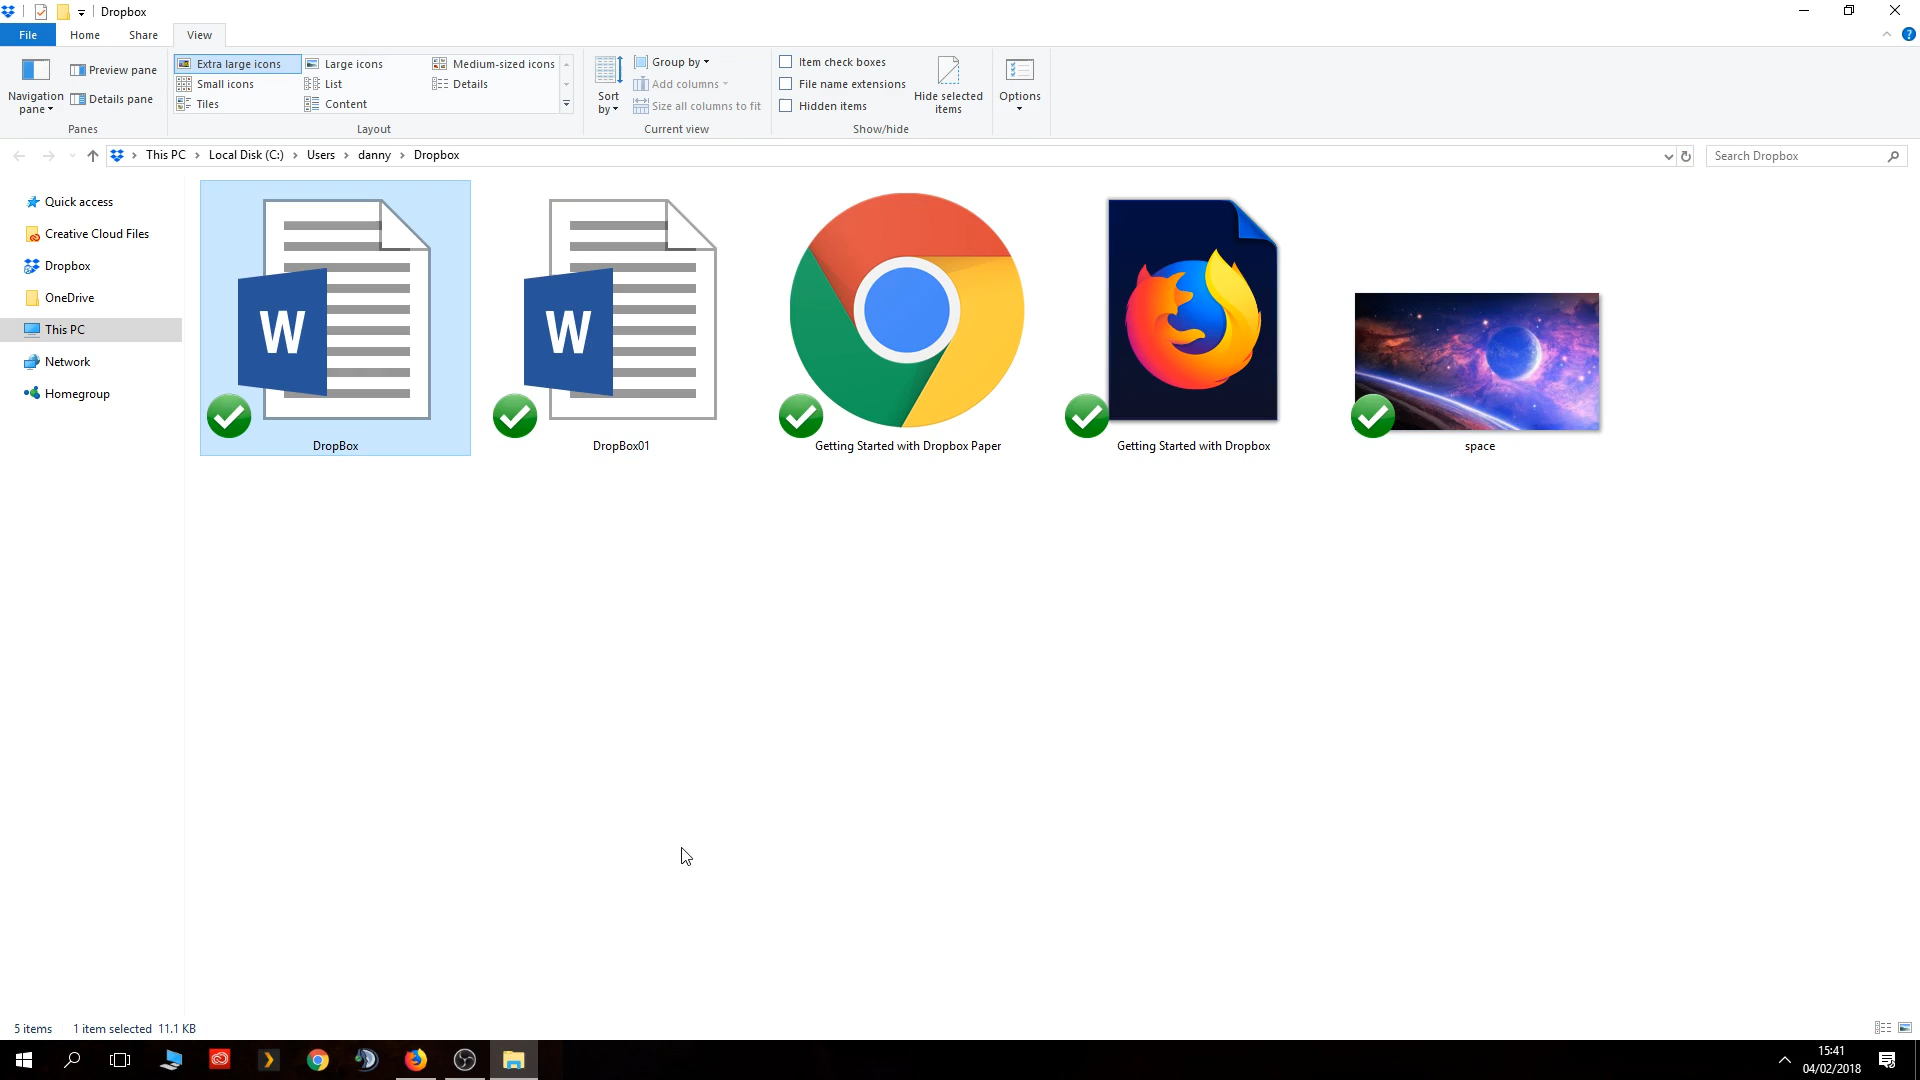 Dropbox
File Home Share View
Navigation pane
Preview pane
Details pane
Panes
Extra large icons Large icons Medium-sized icons
Small icons List Details
Tiles Content
Layout
Sort by
Group by
Add columns
Size all columns to fit
Current view
Item check boxes
File name extensions
Hidden items
Hide selected items
Show/hide
Options
This PC Local Disk (C:) Users danny Dropbox
Search Dropbox
Quick access
Creative Cloud Files
Dropbox
OneDrive
This PC
Network
Homegroup
W
W
DropBox
DropBox01
Getting Started with Dropbox Paper
Getting Started with Dropbox
space
5 items 1 item selected 11.1 KB
15:41
04/02/2018